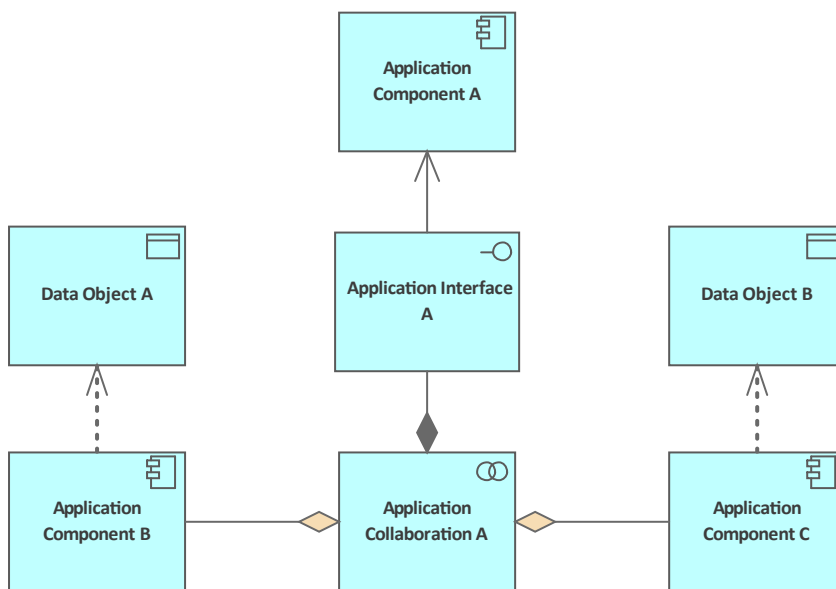 Application
Component A
Data Object A
Application Interface
A
Data Object B
Application
Component B
Application
Collaboration A
Application
Component C